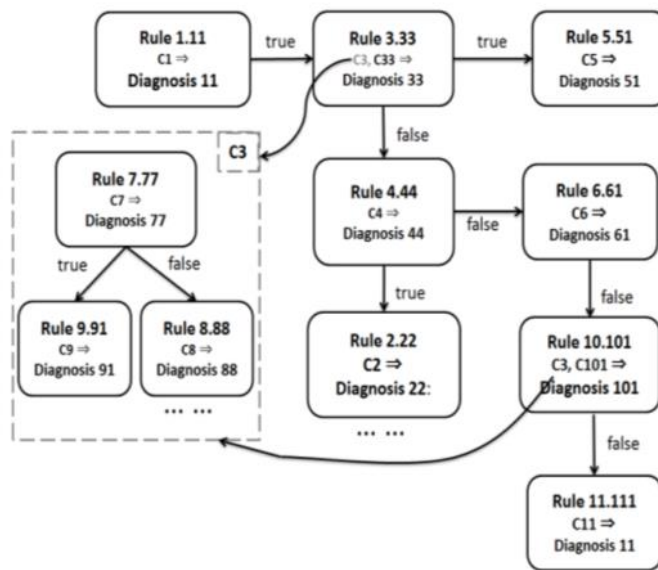 Rule 1.11
C1 ⇒
Diagnosis 11
true
Rule 3.33
C3, C33 ⇒
Diagnosis 33
true
Rule 5.51
C5 ⇒
Diagnosis 51
false
C3
Rule 7.77
C7 ⇒
Diagnosis 77
true
false
Rule 9.91
C9 ⇒
Diagnosis 91
Rule 8.88
C8 ⇒
Diagnosis 88
... ...
Rule 4.44
C4 ⇒
Diagnosis 44
false
Rule 6.61
C6 ⇒
Diagnosis 61
true
false
Rule 2.22
C2 ⇒
Diagnosis 22:
... ...
Rule 10.101
C3, C101 ⇒
Diagnosis 101
false
Rule 11.111
C11 ⇒
Diagnosis 11